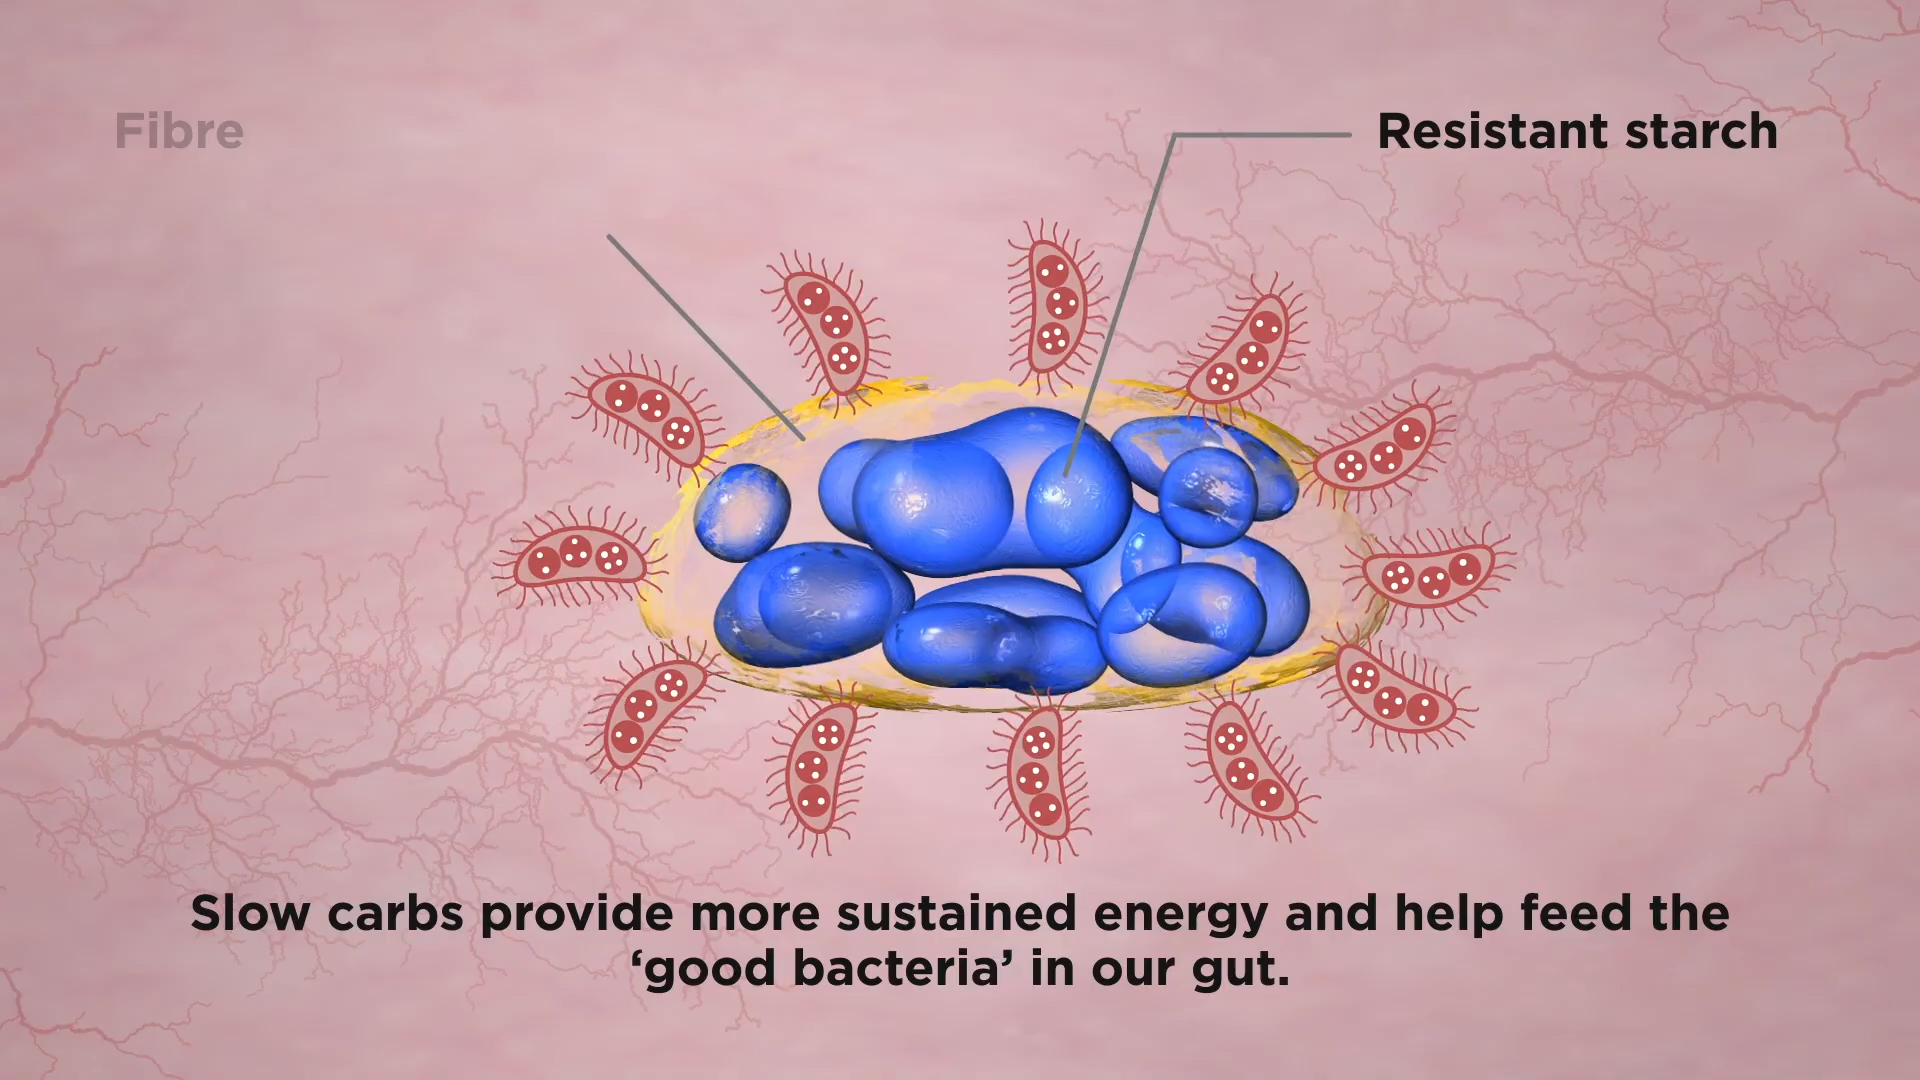 Fibre
Resistant starch
Slow carbs provide more sustained energy and help feed the
‘good bacteria’ in our gut.